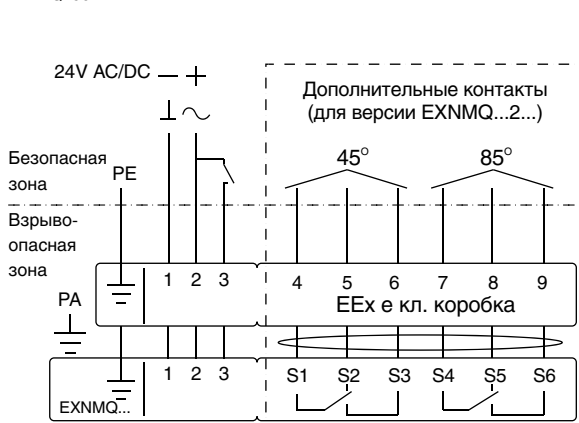 24V AC/DC — +
⊥ ~
Дополнительные контакты
(для версии EXNMQ...2...)
45° 85°
Безопасная
зона
PE
Взрыво-
опасная
зона
PA
1 2 3 4 5 6 7 8 9
EEx e кл. коробка
1 2 3 S1 S2 S3 S4 S5 S6
EXNMQ...